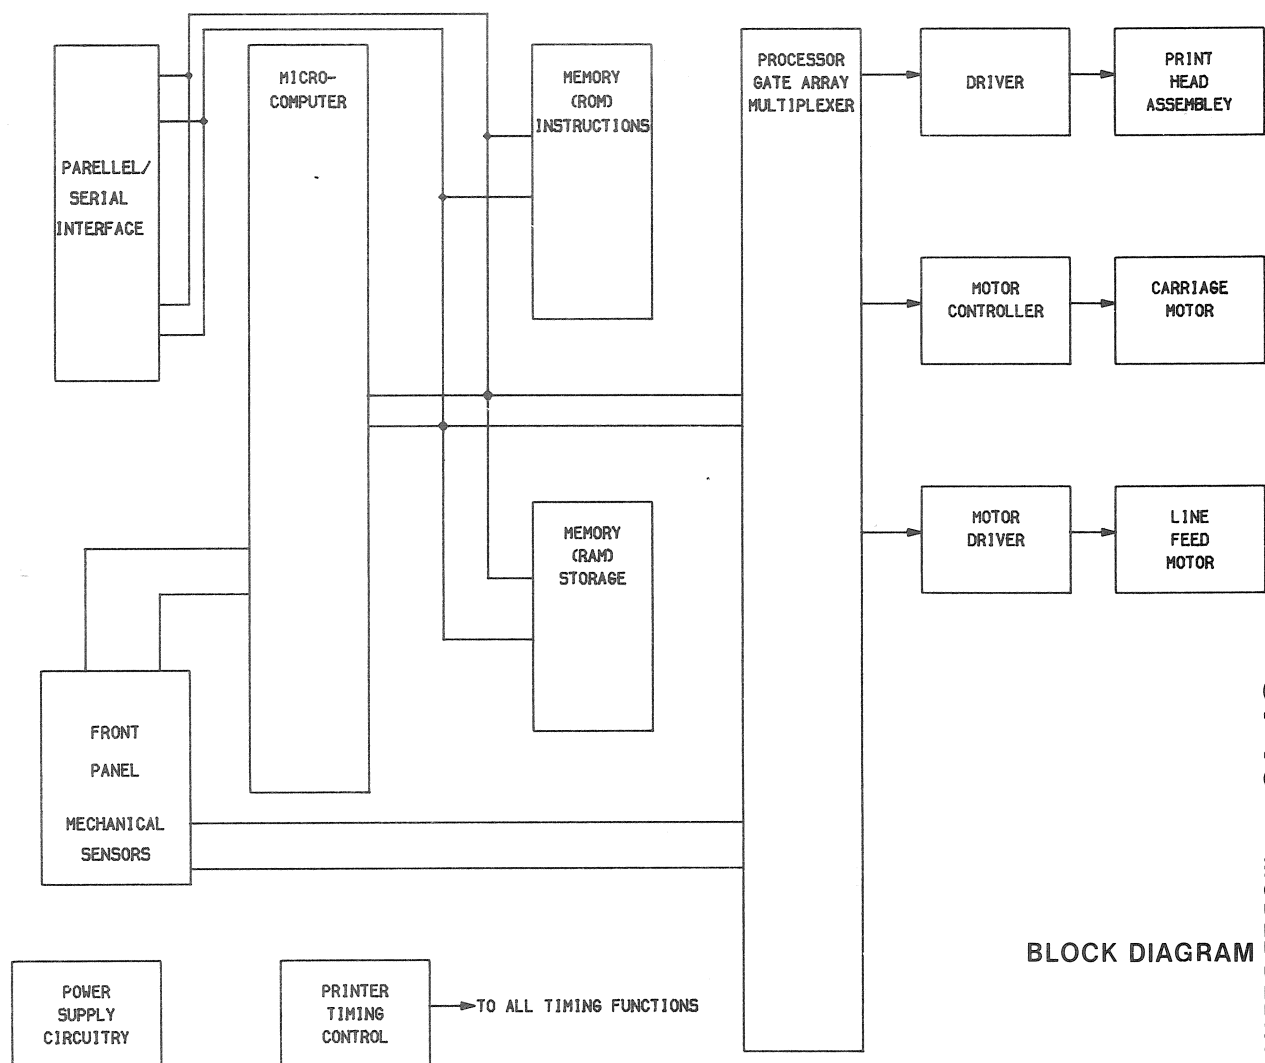 PARELLEL/
SERIAL
INTERFACE
MICRO-
COMPUTER
MEMORY
(ROM)
INSTRUCTIONS
PROCESSOR
GATE ARRAY
MULTIPLEXER
DRIVER
PRINT
HEAD
ASSEMBLEY
MOTOR
CONTROLLER
CARRIAGE
MOTOR
MEMORY
(RAM)
STORAGE
MOTOR
DRIVER
LINE
FEED
MOTOR
FRONT
PANEL
MECHANICAL
SENSORS
BLOCK DIAGRAM
POWER
SUPPLY
CIRCUITRY
PRINTER
TIMING
CONTROL
TO ALL TIMING FUNCTIONS